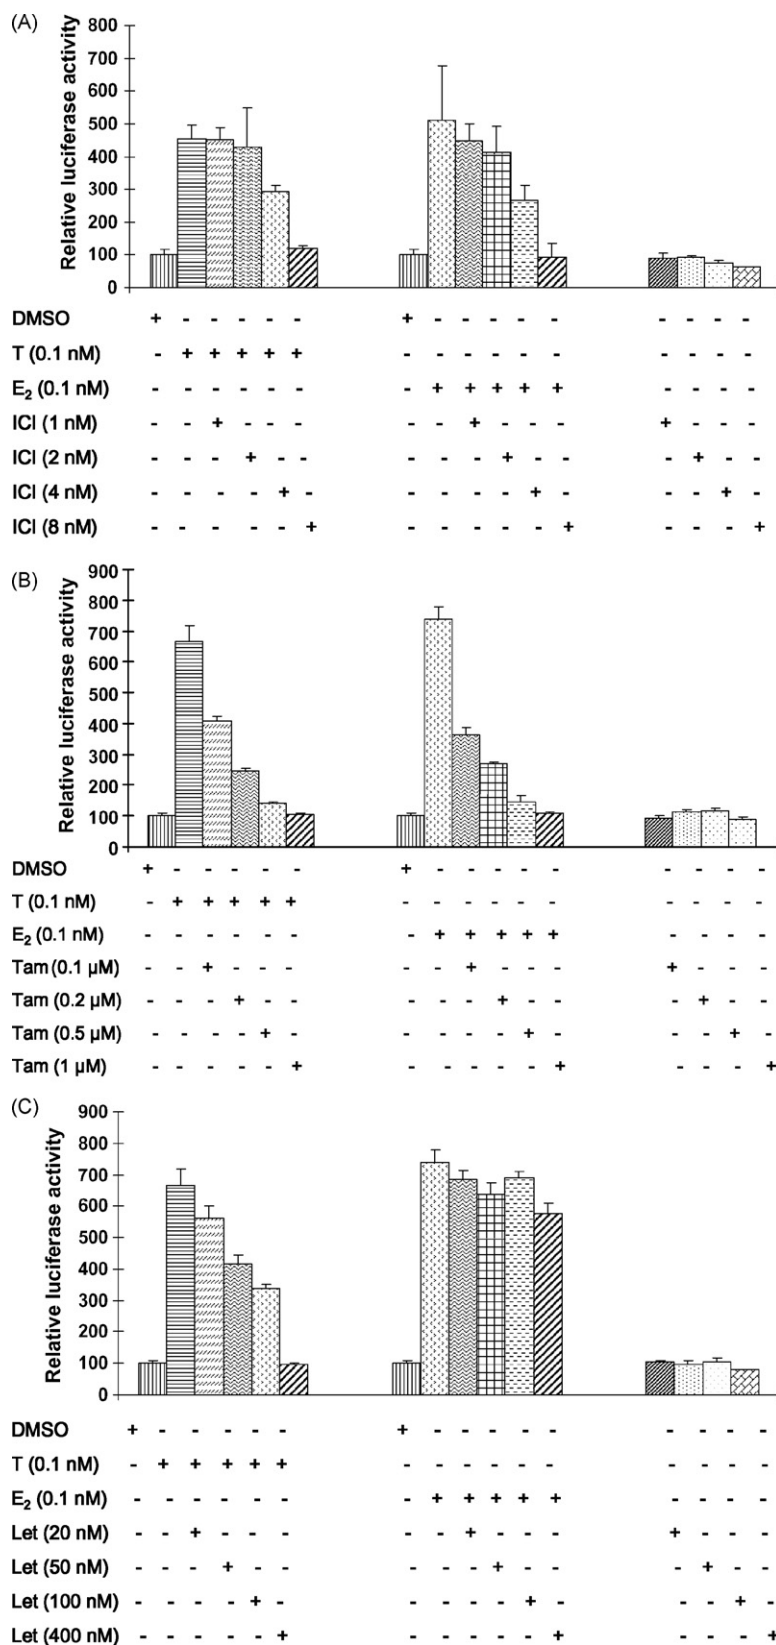 (A)
Relative luciferase activity
800
700
600
500
400
300
200
100
0
DMSO + - - - - - + - - - - - - - - -
T (0.1 nM) - + + + + + - - - - - - - - - -
E₂ (0.1 nM) - - - - - - - + + + + + - - - -
ICI (1 nM) - - + - - - - - + - - - + - - -
ICI (2 nM) - - - + - - - - - + - - - + - -
ICI (4 nM) - - - - + - - - - - + - - - + -
ICI (8 nM) - - - - - + - - - - - + - - - +
(B)
Relative luciferase activity
900
800
700
600
500
400
300
200
100
0
DMSO + - - - - - + - - - - - - - - -
T (0.1 nM) - + + + + + - - - - - - - - - -
E₂ (0.1 nM) - - - - - - - + + + + + - - - -
Tam (0.1 µM) - - + - - - - - + - - - + - - -
Tam (0.2 µM) - - - + - - - - - + - - - + - -
Tam (0.5 µM) - - - - + - - - - - + - - - + -
Tam (1 µM) - - - - - + - - - - - + - - - +
(C)
Relative luciferase activity
900
800
700
600
500
400
300
200
100
0
DMSO + - - - - - + - - - - - - - - -
T (0.1 nM) - + + + + + - - - - - - - - - -
E₂ (0.1 nM) - - - - - - - + + + + + - - - -
Let (20 nM) - - + - - - - - + - - - + - - -
Let (50 nM) - - - + - - - - - + - - - + - -
Let (100 nM) - - - - + - - - - - + - - - + -
Let (400 nM) - - - - - + - - - - - + - - - +